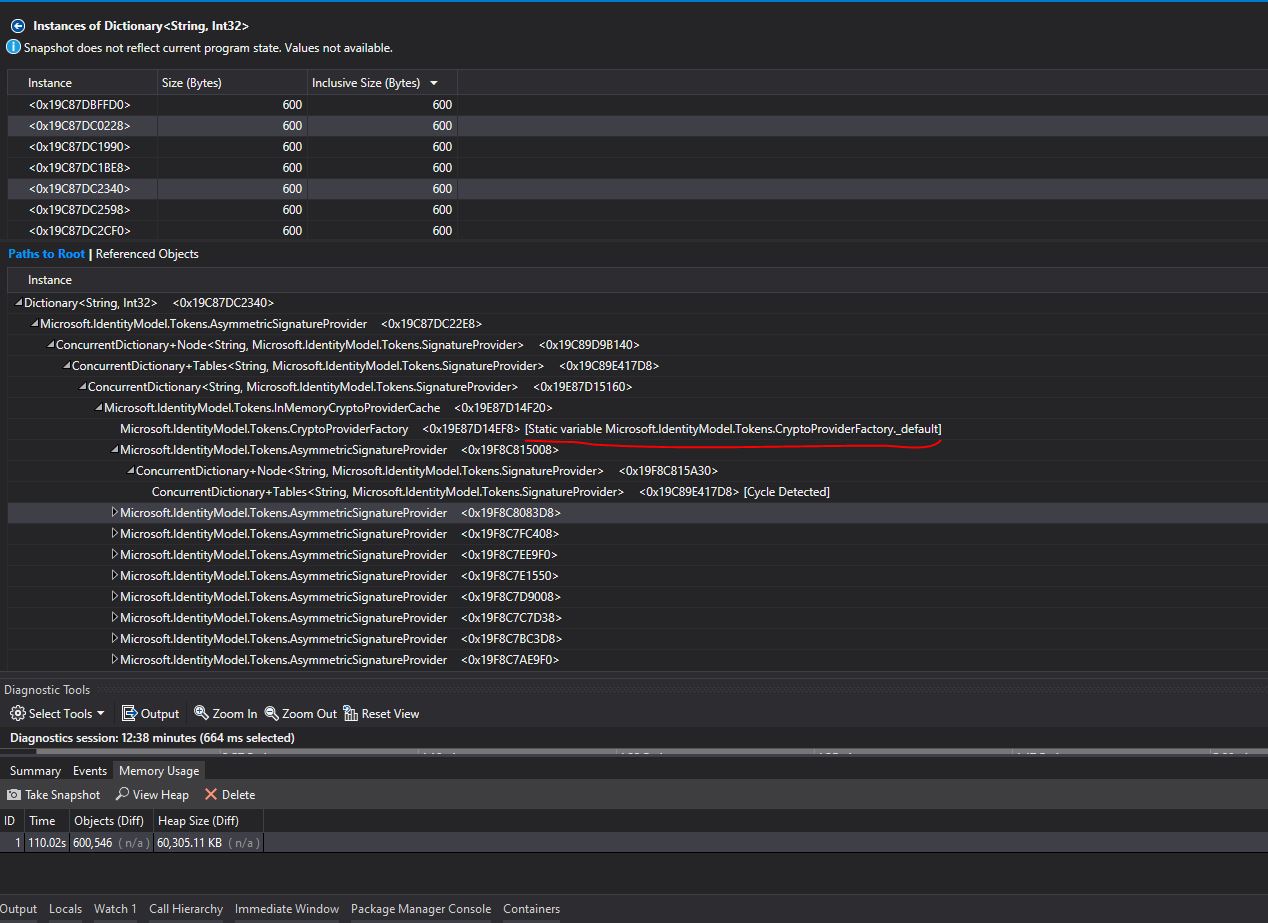 Instances of Dictionary<String, Int32>
Snapshot does not reflect current program state. Values not available.
Instance Size (Bytes) Inclusive Size (Bytes)
<0x19C87DBFFD0> 600 600
<0x19C87DC0228> 600 600
<0x19C87DC1990> 600 600
<0x19C87DC1BE8> 600 600
<0x19C87DC2340> 600 600
<0x19C87DC2598> 600 600
<0x19C87DC2CF0> 600 600
Paths to Root | Referenced Objects
Instance
Dictionary<String, Int32> <0x19C87DC2340>
Microsoft.IdentityModel.Tokens.AsymmetricSignatureProvider <0x19C87DC22E8>
ConcurrentDictionary+Node<String, Microsoft.IdentityModel.Tokens.SignatureProvider> <0x19C89D9B140>
ConcurrentDictionary+Tables<String, Microsoft.IdentityModel.Tokens.SignatureProvider> <0x19C89E417D8>
ConcurrentDictionary<String, Microsoft.IdentityModel.Tokens.SignatureProvider> <0x19E87D15160>
Microsoft.IdentityModel.Tokens.InMemoryCryptoProviderCache <0x19E87D14F20>
Microsoft.IdentityModel.Tokens.CryptoProviderFactory <0x19E87D14EF8> [Static variable Microsoft.IdentityModel.Tokens.CryptoProviderFactory._default]
Microsoft.IdentityModel.Tokens.AsymmetricSignatureProvider <0x19F8C815008>
ConcurrentDictionary+Node<String, Microsoft.IdentityModel.Tokens.SignatureProvider> <0x19F8C815A30>
ConcurrentDictionary+Tables<String, Microsoft.IdentityModel.Tokens.SignatureProvider> <0x19C89E417D8> [Cycle Detected]
Microsoft.IdentityModel.Tokens.AsymmetricSignatureProvider <0x19F8C8083D8>
Microsoft.IdentityModel.Tokens.AsymmetricSignatureProvider <0x19F8C7FC408>
Microsoft.IdentityModel.Tokens.AsymmetricSignatureProvider <0x19F8C7EE9F0>
Microsoft.IdentityModel.Tokens.AsymmetricSignatureProvider <0x19F8C7E1550>
Microsoft.IdentityModel.Tokens.AsymmetricSignatureProvider <0x19F8C7D9008>
Microsoft.IdentityModel.Tokens.AsymmetricSignatureProvider <0x19F8C7C7D38>
Microsoft.IdentityModel.Tokens.AsymmetricSignatureProvider <0x19F8C7BC3D8>
Microsoft.IdentityModel.Tokens.AsymmetricSignatureProvider <0x19F8C7AE9F0>
Diagnostic Tools
Select Tools Output Zoom In Zoom Out Reset View
Diagnostics session: 12:38 minutes (664 ms selected)
Summary Events Memory Usage
Take Snapshot View Heap Delete
ID Time Objects (Diff) Heap Size (Diff)
1 110.02s 600,546 (n/a) 60,305.11 KB (n/a)
Output Locals Watch 1 Call Hierarchy Immediate Window Package Manager Console Containers